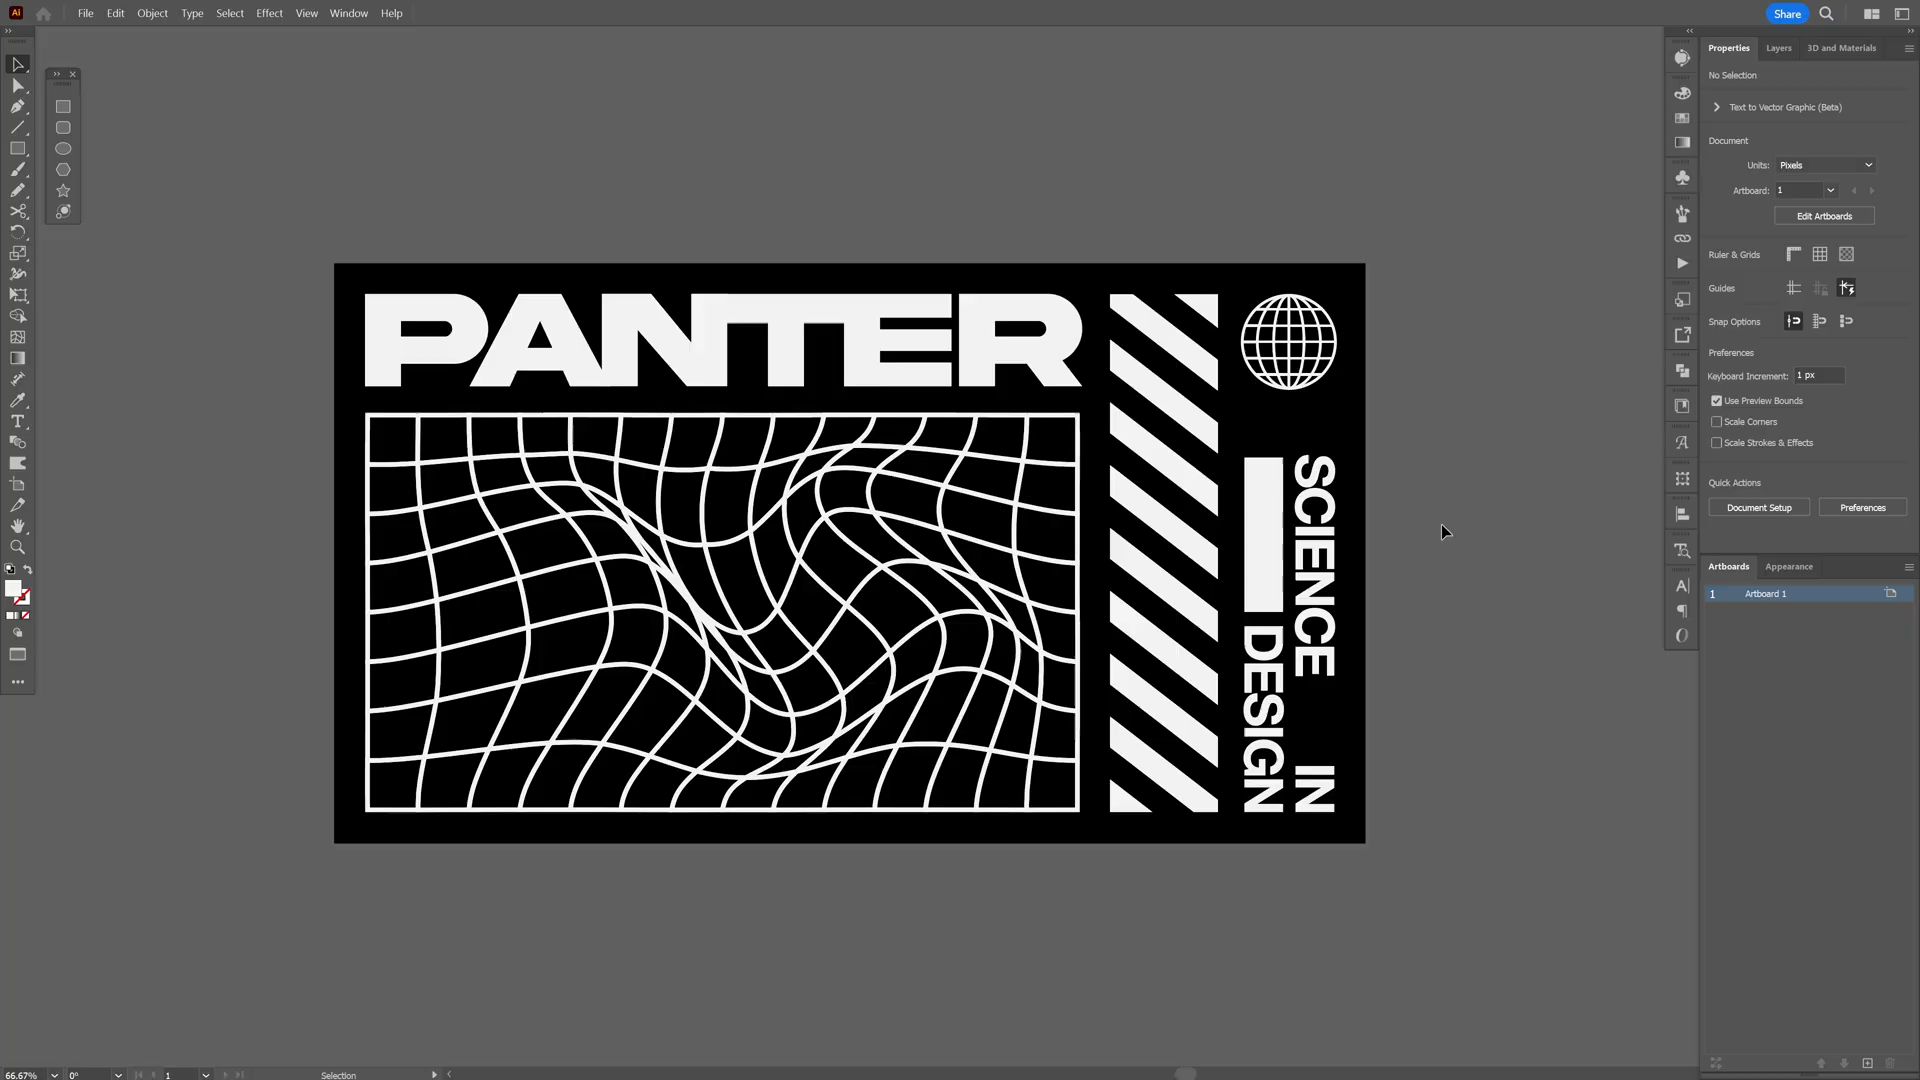 Ai
File Edit Object Type Select Effect View Window Help
Share
Properties Layers 3D and Materials
No Selection
Text to Vector Graphic (Beta)
Document
Units: Pixels
Artboard: 1
Edit Artboards
Ruler & Grids
Guides
Snap Options
Preferences
Keyboard Increment: 1 px
Use Preview Bounds
Scale Corners
Scale Strokes & Effects
Quick Actions
Document Setup Preferences
Artboards Appearance
1 Artboard 1
PANTER
SCIENCE IN
DESIGN
66.67% 0° 1 Selection